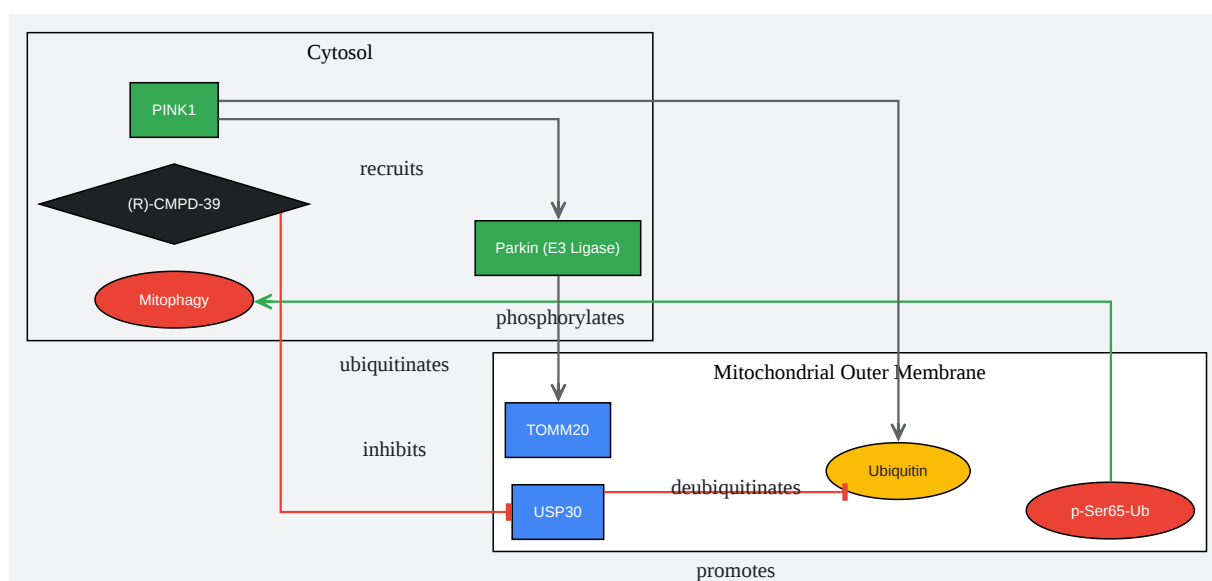 Cytosol
PINK1
recruits
(R)-CMPD-39
Parkin (E3 Ligase)
Mitophagy
phosphorylates
ubiquitinates
Mitochondrial Outer Membrane
TOMM20
inhibits
Ubiquitin
deubiquitinates
USP30
p-Ser65-Ub
promotes